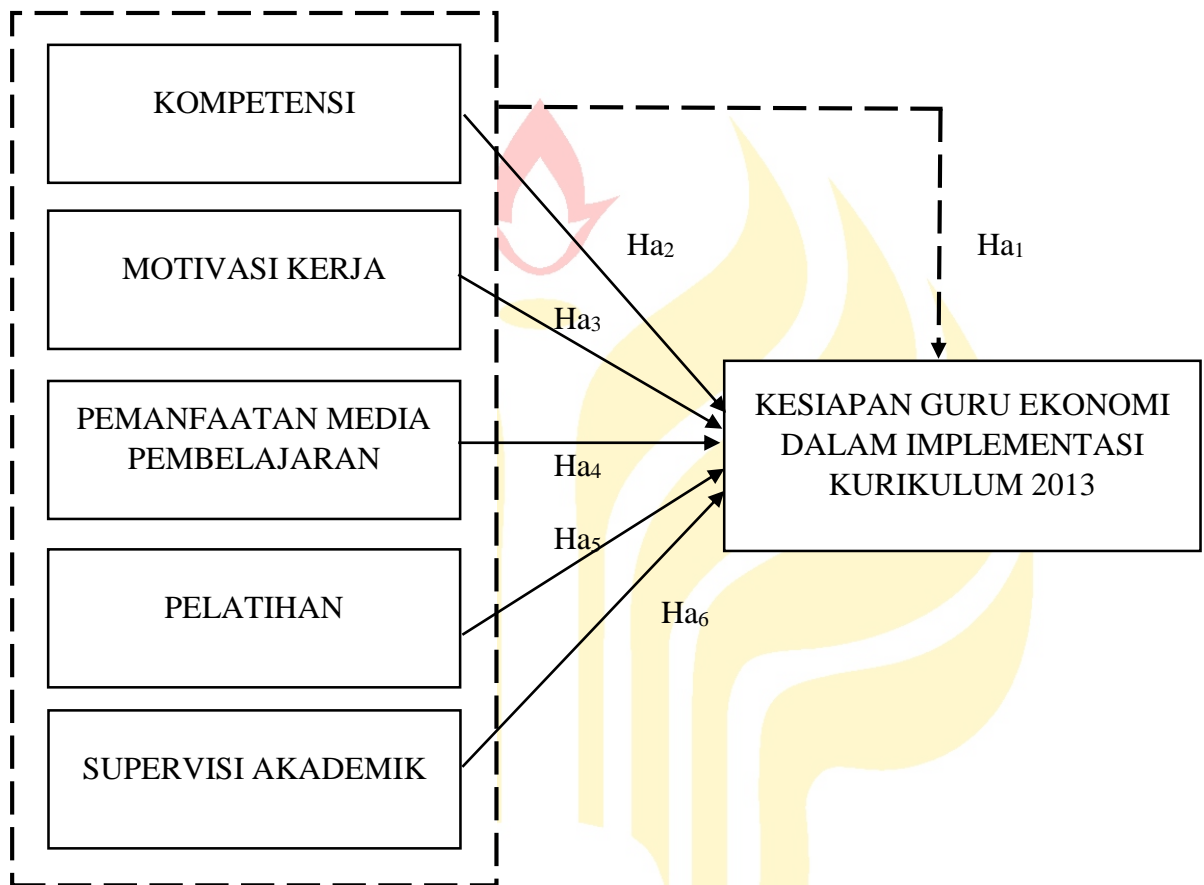 KOMPETENSI
MOTIVASI KERJA
PEMANFAATAN MEDIA
PEMBELAJARAN
PELATIHAN
SUPERVISI AKADEMIK
Ha₂
Ha₁
Ha₃
Ha₄
Ha₅
Ha₆
KESIAPAN GURU EKONOMI
DALAM IMPLEMENTASI
KURIKULUM 2013